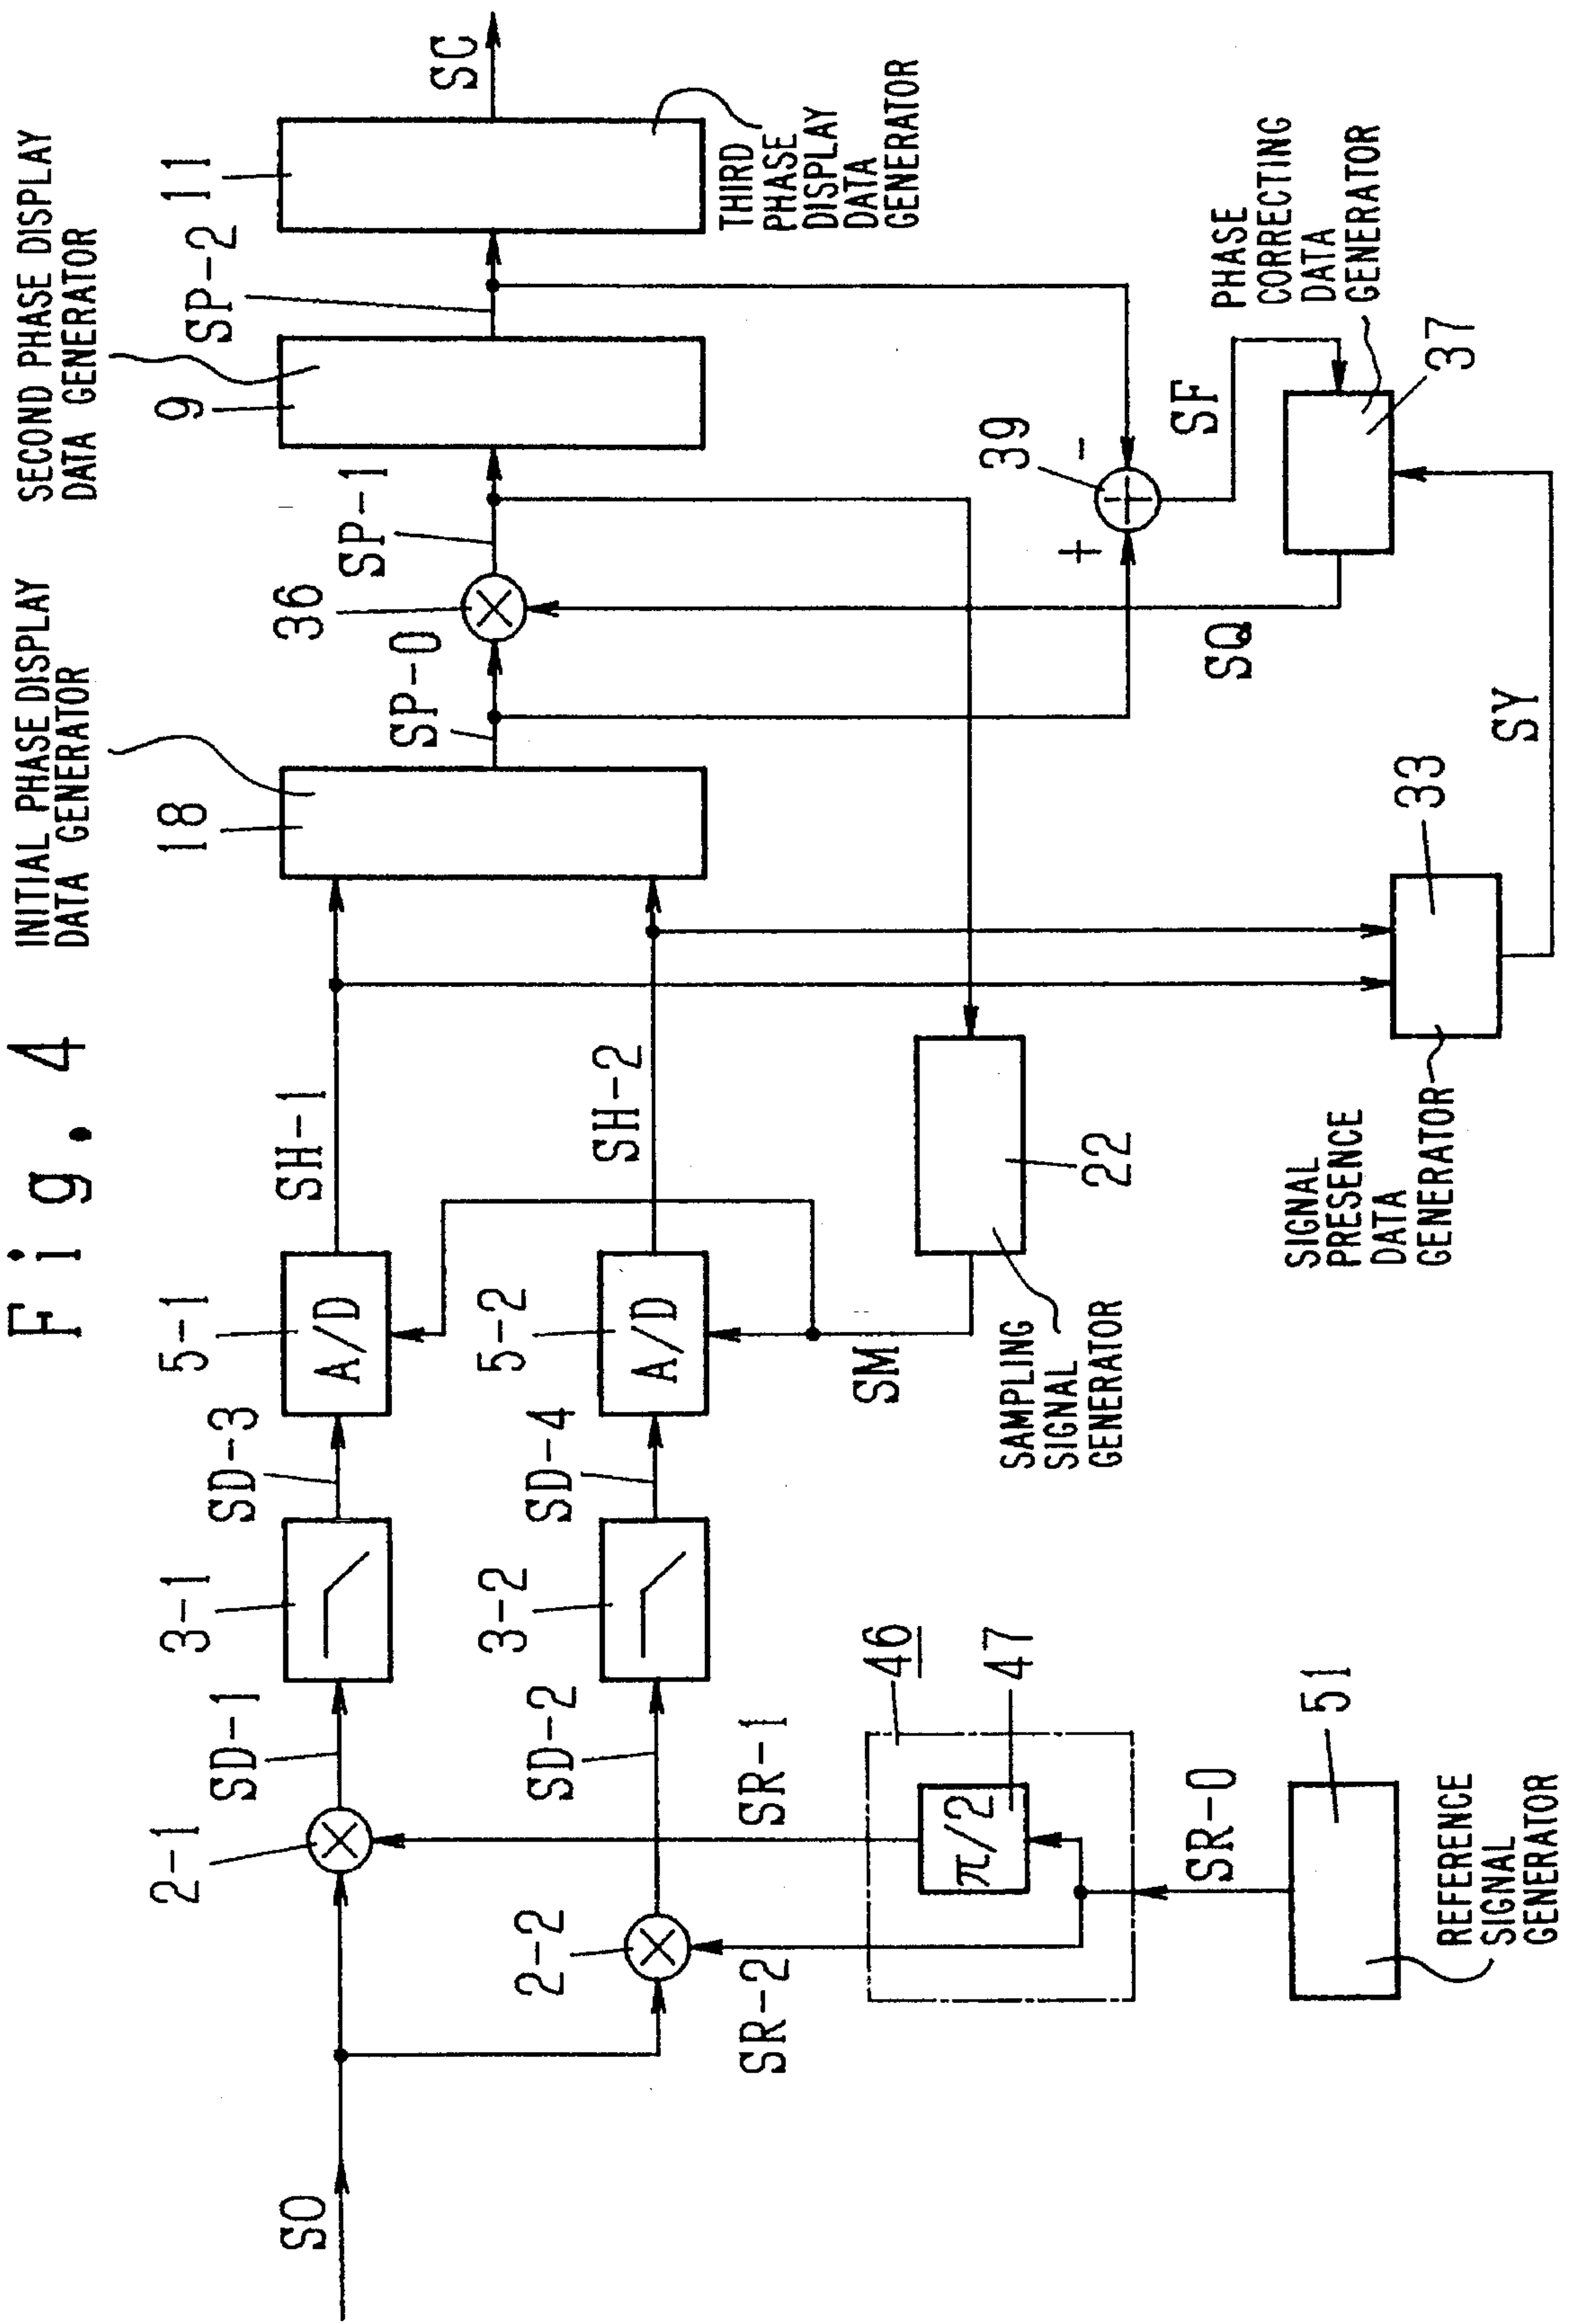 Fig. 4
INITIAL PHASE DISPLAY
DATA GENERATOR
SECOND PHASE DISPLAY
DATA GENERATOR
S0
2-1
SD-1
3-1
SD-3
5-1
A/D
SH-1
18
SP-0
36
SP-1
9
SP-2
11
SC
THIRD
PHASE
DISPLAY
DATA
GENERATOR
2-2
SD-2
3-2
SD-4
5-2
A/D
SH-2
SR-2
SR-1
46
π/2
47
SM
22
SAMPLING
SIGNAL
GENERATOR
39
+
-
SF
SQ
PHASE
CORRECTING
DATA
GENERATOR
37
SR-0
51
REFERENCE
SIGNAL
GENERATOR
SIGNAL
PRESENCE
DATA
GENERATOR
33
SY